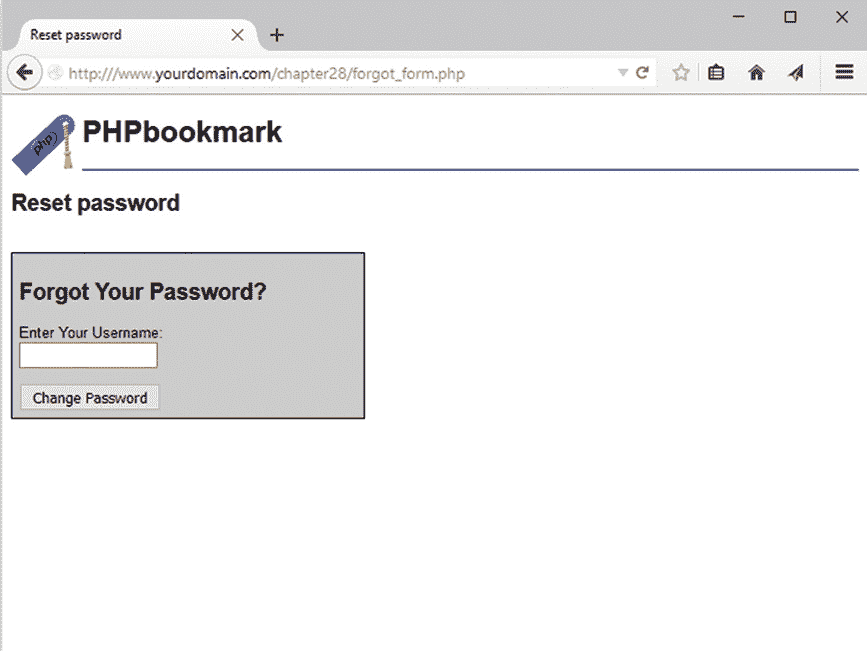 Reset password
http:///www.yourdomain.com/chapter28/forgot_form.php
php
PHPbookmark
Reset password
Forgot Your Password?
Enter Your Username:
Change Password